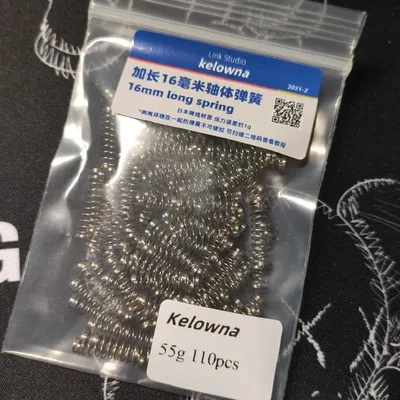 Link Studio
kelowna
2021-2
加长16毫米轴体弹簧
16mm long spring
Kelowna
55g 110pcs
G